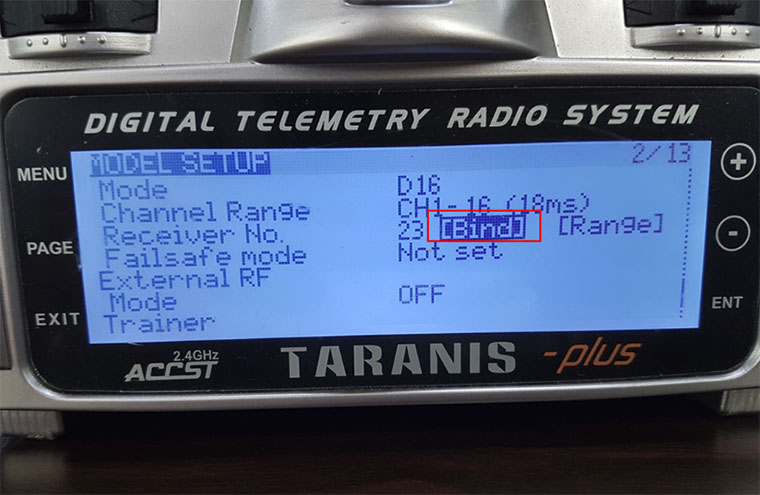 DIGITAL TELEMETRY RADIO SYSTEM
MODEL SETUP 2/13
Mode D16
Channel Range CH1-16 (18ms)
Receiver No. 23 [Bind] [Range]
Failsafe mode Not set
External RF
Mode OFF
Trainer
MENU
PAGE
EXIT
+
-
ENT
2.4GHz
ACCST
TARANIS -plus